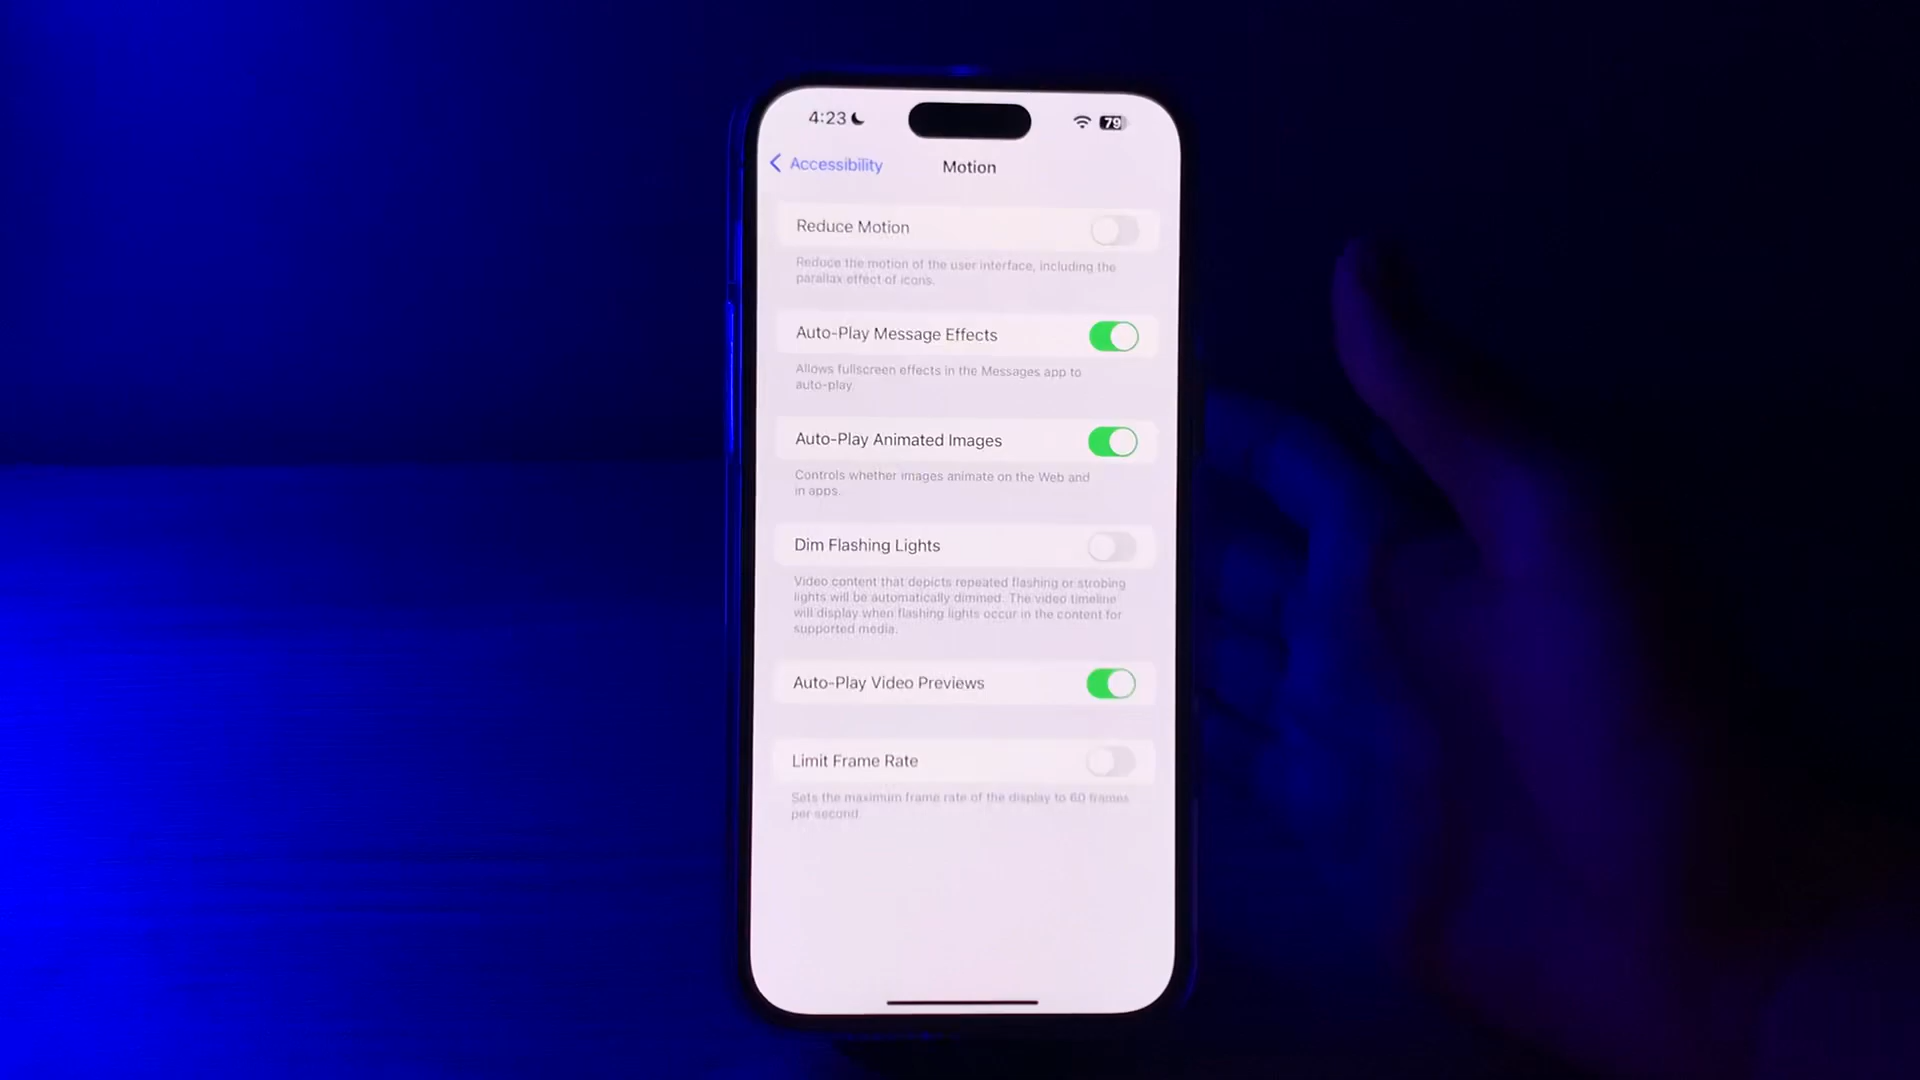 4:23
79
Accessibility
Motion
Reduce Motion
Reduce the motion of the user interface, including the
parallax effect of icons.
Auto-Play Message Effects
Allows fullscreen effects in the Messages app to
auto-play.
Auto-Play Animated Images
Controls whether images animate on the Web and
in apps.
Dim Flashing Lights
Video content that depicts repeated flashing or strobing
lights will be automatically dimmed. The video timeline
will display when flashing lights occur in the content for
supported media.
Auto-Play Video Previews
Limit Frame Rate
Sets the maximum frame rate of the display to 60 frames
per second.